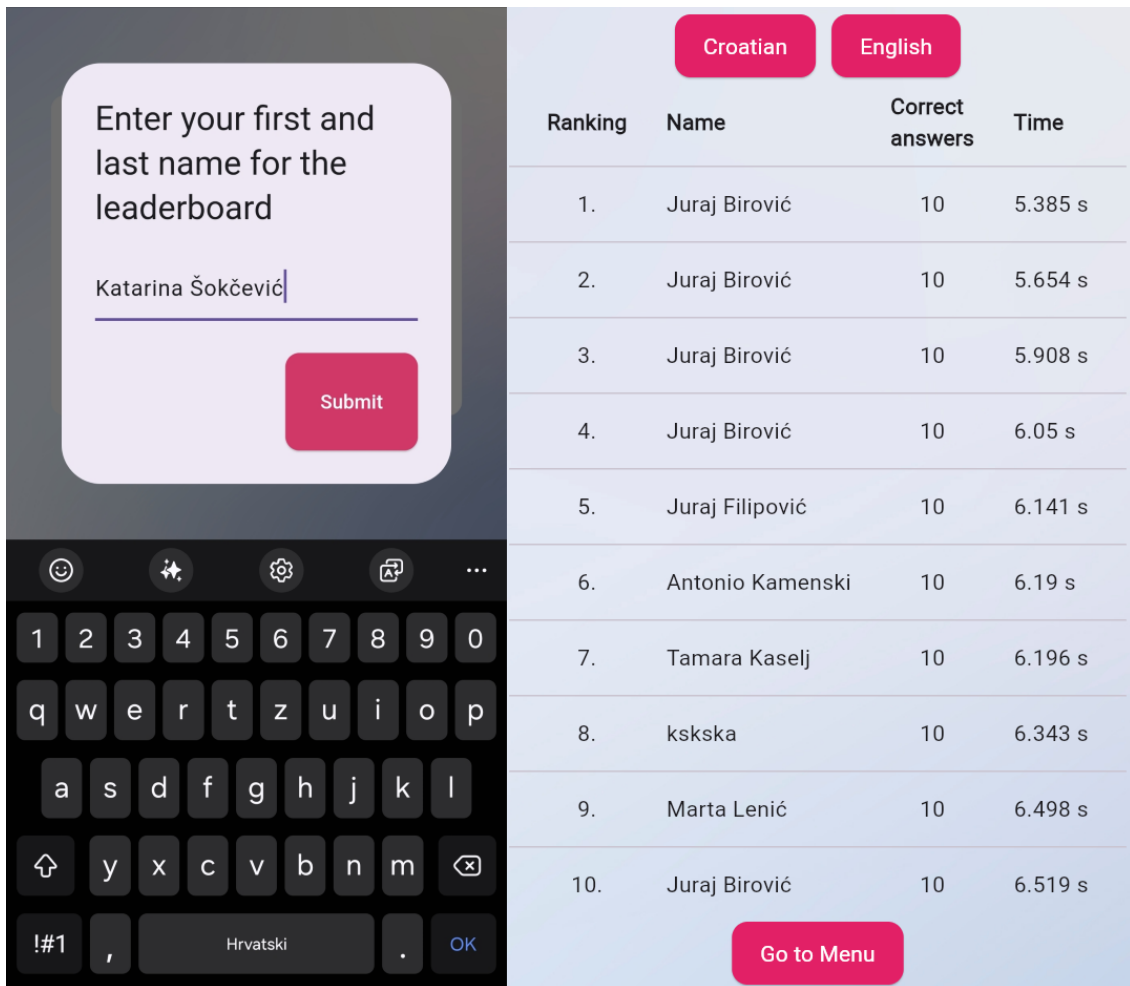 Enter your first and
last name for the
leaderboard
Katarina Šokčević
Submit
1 2 3 4 5 6 7 8 9 0
q w e r t z u i o p
a s d f g h j k l
y x c v b n m
!#1 , Hrvatski . OK
Croatian English
Ranking Name Correct answers Time
1. Juraj Birović 10 5.385 s
2. Juraj Birović 10 5.654 s
3. Juraj Birović 10 5.908 s
4. Juraj Birović 10 6.05 s
5. Juraj Filipović 10 6.141 s
6. Antonio Kamenski 10 6.19 s
7. Tamara Kaselj 10 6.196 s
8. kskska 10 6.343 s
9. Marta Lenić 10 6.498 s
10. Juraj Birović 10 6.519 s
Go to Menu